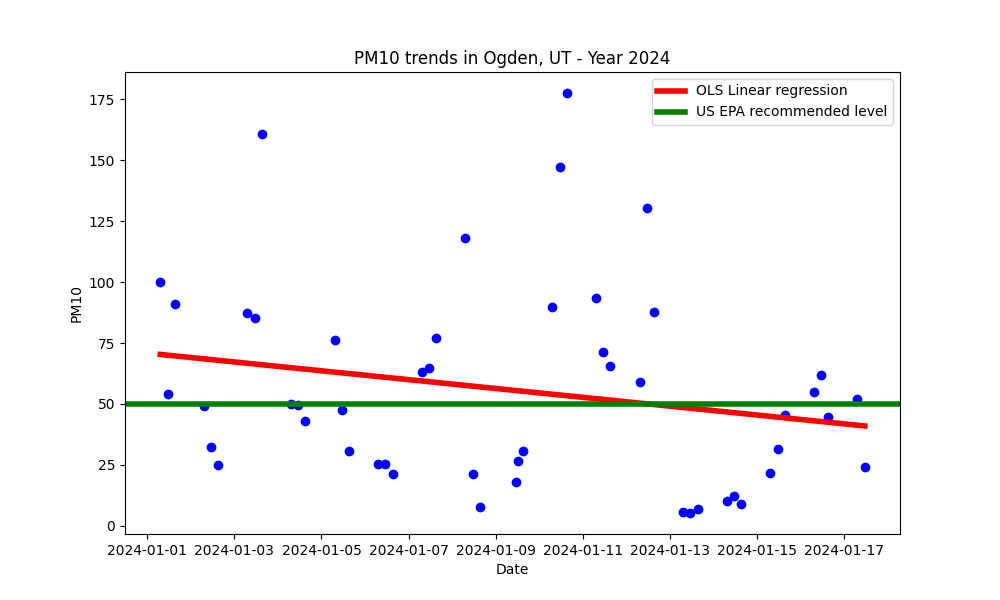 PM10 trends in Ogden, UT - Year 2024
OLS Linear regression
US EPA recommended level
175
150
125
100
75
50
25
0
PM10
2024-01-01 2024-01-03 2024-01-05 2024-01-07 2024-01-09 2024-01-11 2024-01-13 2024-01-15 2024-01-17
Date